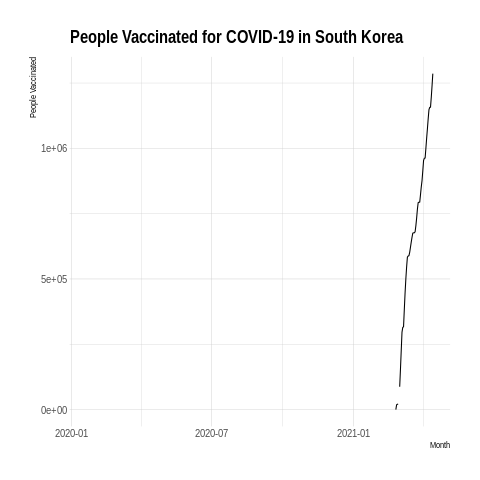 People Vaccinated for COVID-19 in South Korea
People Vaccinated
1e+06
5e+05
0e+00
2020-01 2020-07 2021-01
Month